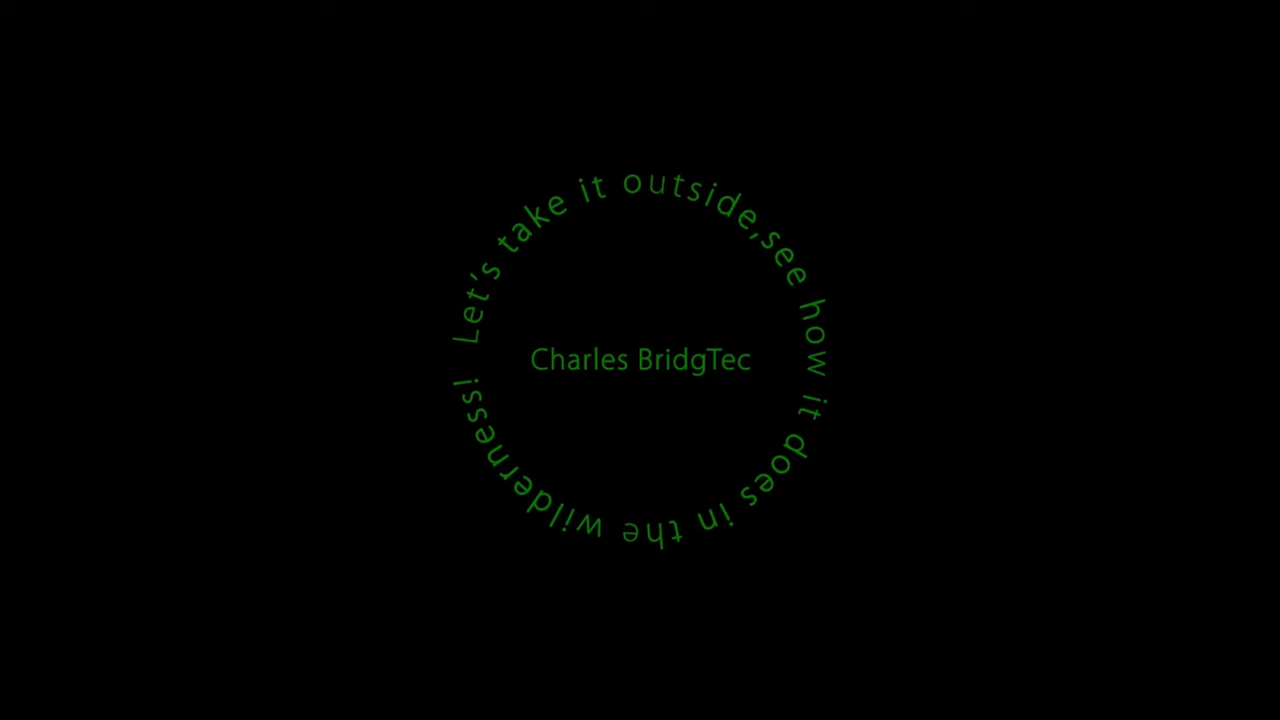 Let's take it outside,see how it does in the wilderness!
Charles BridgTec